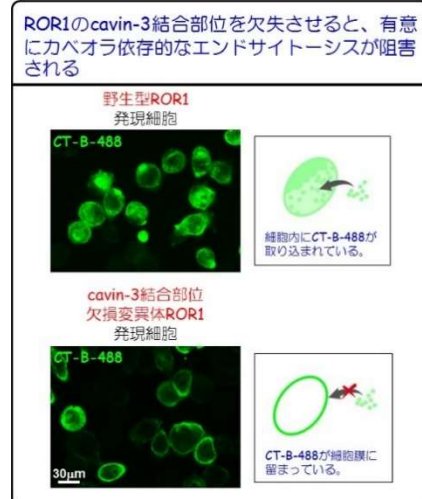 ROR1のcavin-3結合部位を欠失させると、有意
にカベオラ依存的なエンドサイトーシスが阻害
される
野生型ROR1
発現細胞
CT-B-488
細胞内にCT-B-488が
取り込まれている。
cavin-3結合部位
欠損変異体ROR1
発現細胞
CT-B-488
30μm
CT-B-488が細胞膜に
留まっている。